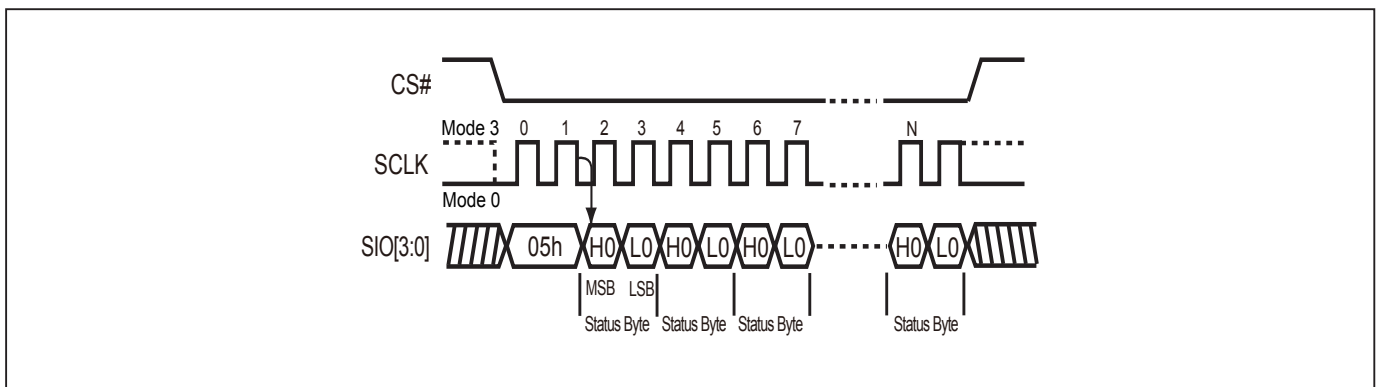 CS#
Mode 3 0 1 2 3 4 5 6 7 N
SCLK
Mode 0
SIO[3:0] 05h H0 L0 H0 L0 H0 L0 H0 L0
MSB LSB
Status Byte Status Byte Status Byte Status Byte